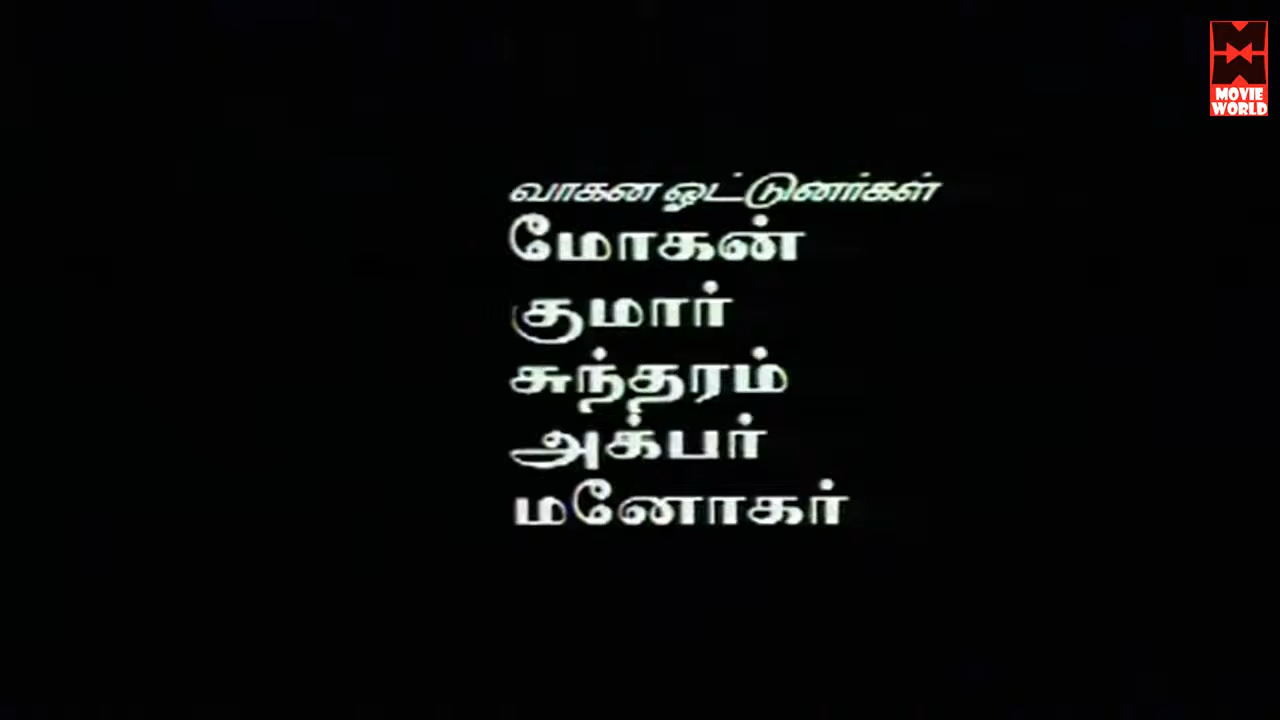 MOVIE
WORLD
வாகன ஓட்டுனர்கள்
மோகன்
குமார்
சுந்தரம்
அக்பர்
மனோகர்